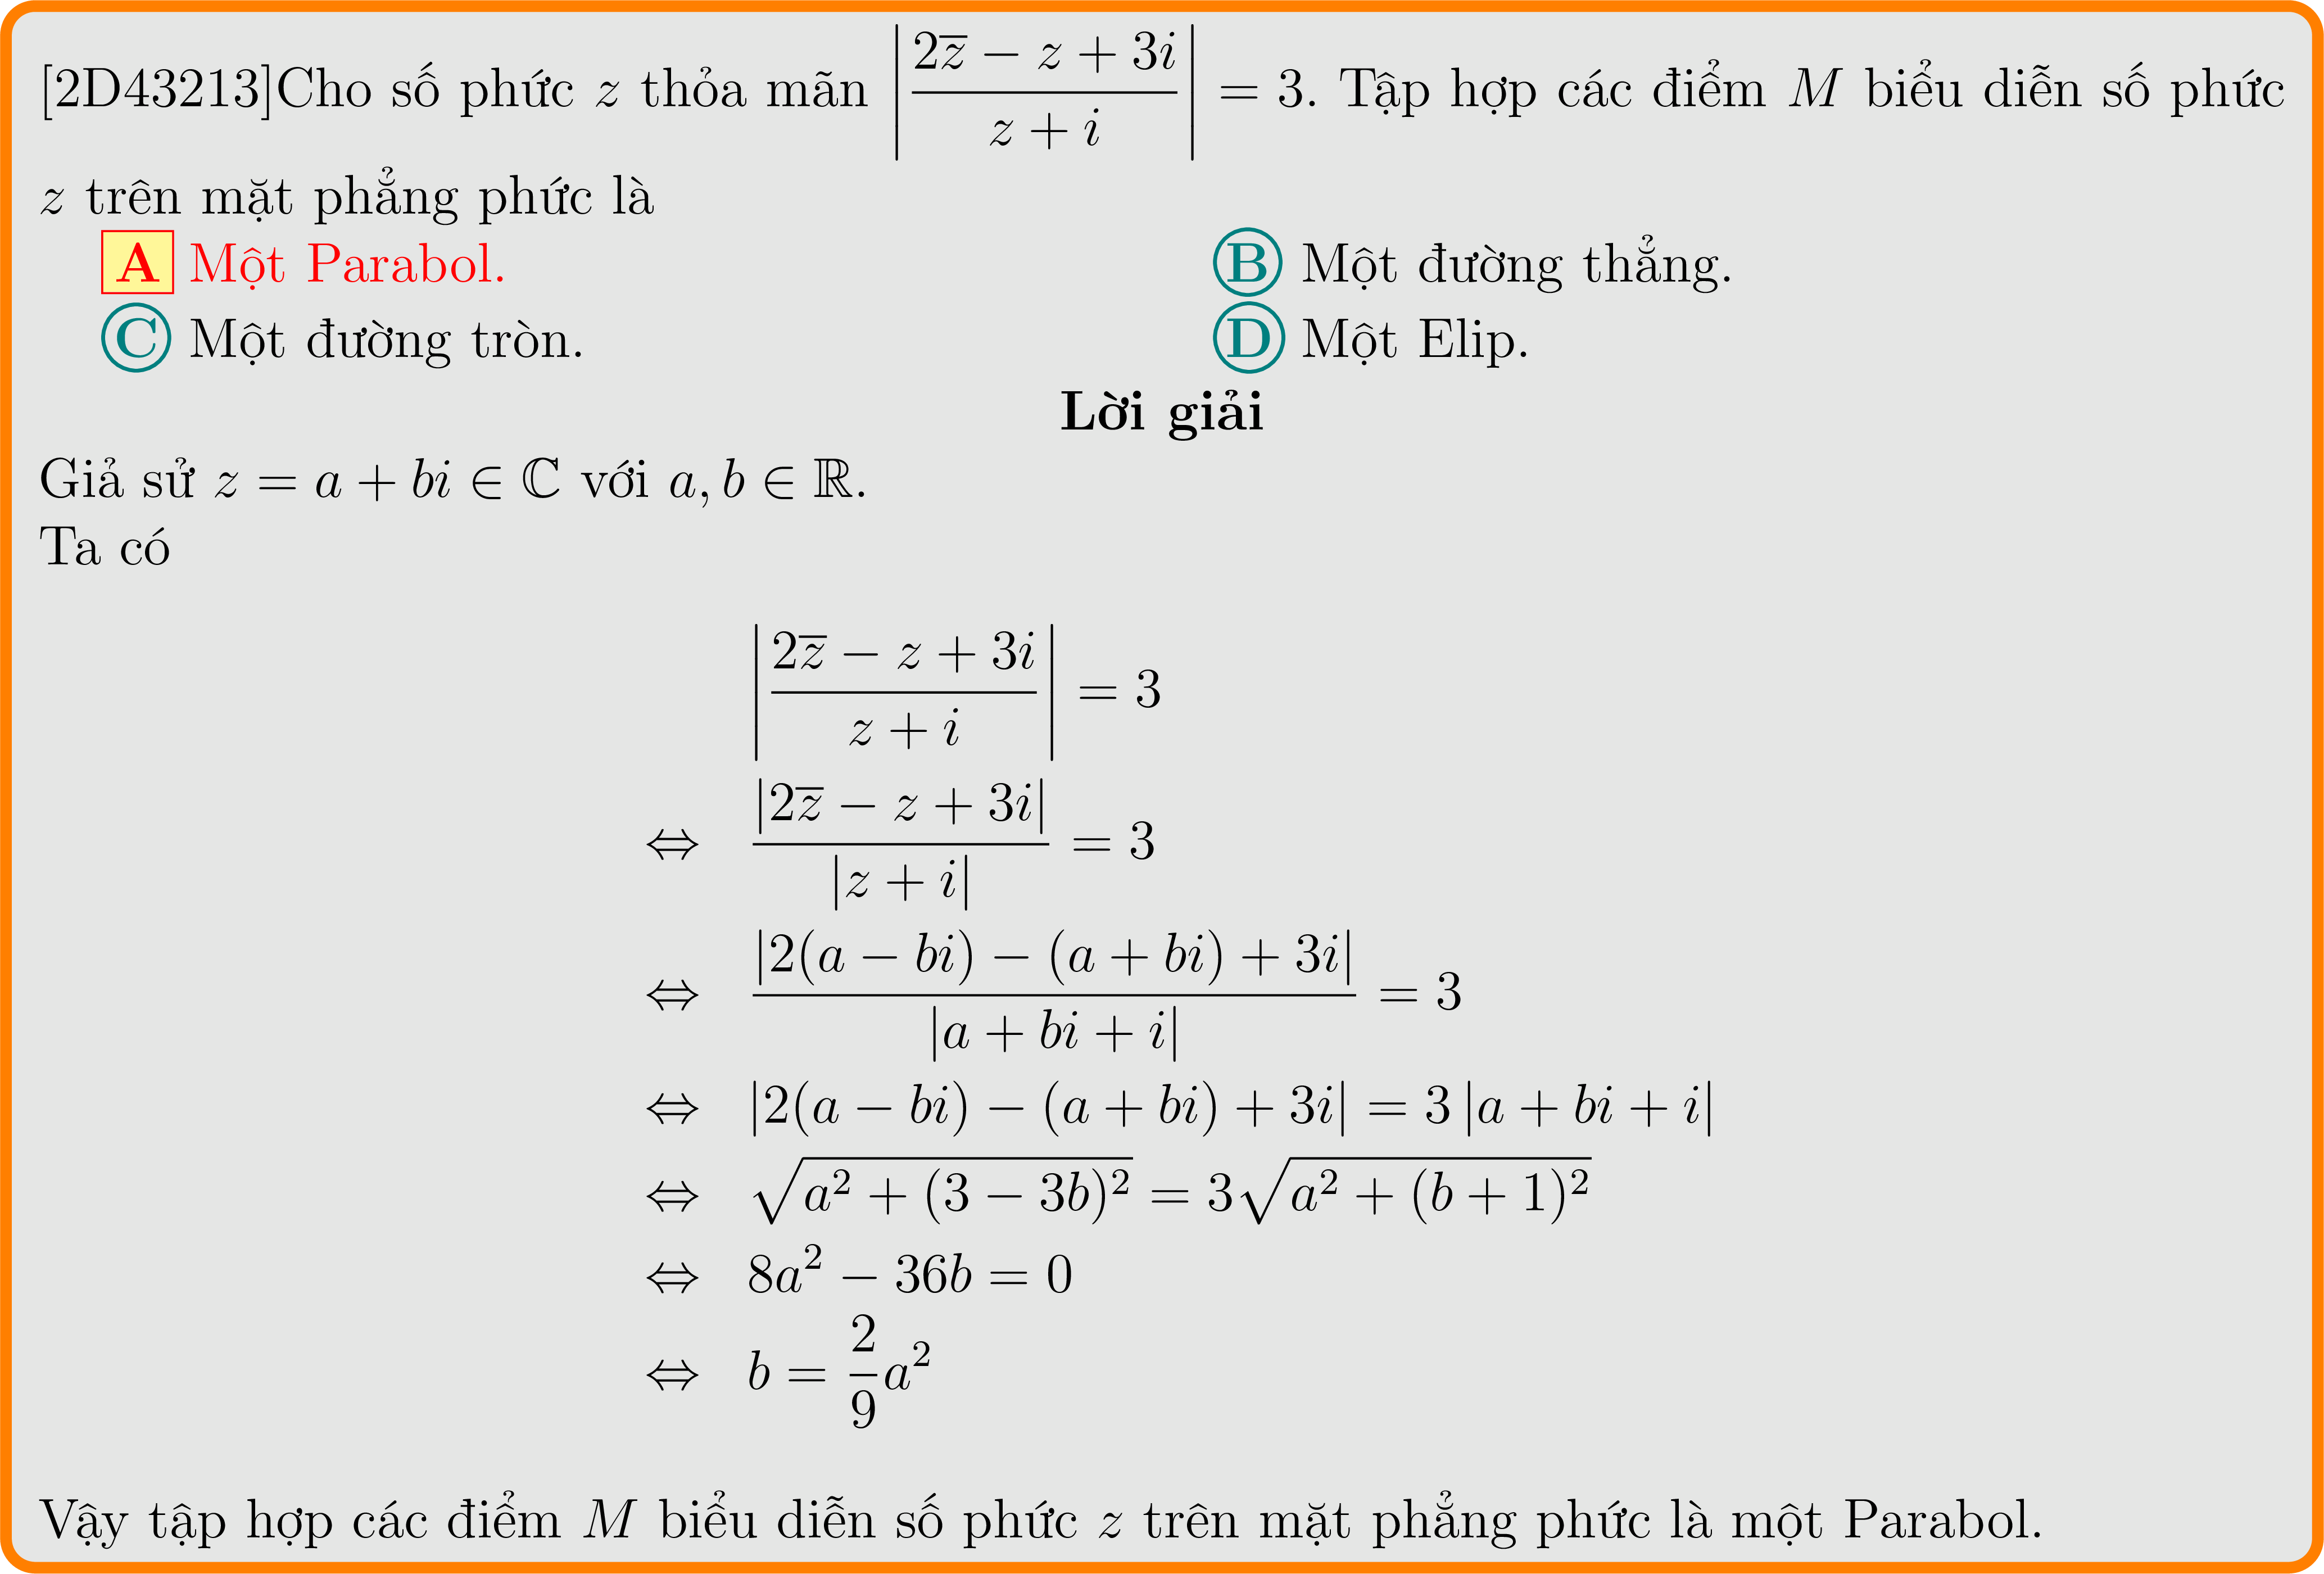 [2D43213]Cho số phức z thỏa mãn $\left|\dfrac{2\overline{z} - z + 3i}{z + i}\right| = 3$. Tập hợp các điểm M biểu diễn số phức
z trên mặt phẳng phức là
A Một Parabol.
B Một đường thẳng.
C Một đường tròn.
D Một Elip.
Lời giải
Giả sử $z = a + bi \in \mathbb{C}$ với $a, b \in \mathbb{R}$.
Ta có
$\left|\dfrac{2\overline{z} - z + 3i}{z + i}\right| = 3$
$\Leftrightarrow \dfrac{|2\overline{z} - z + 3i|}{|z + i|} = 3$
$\Leftrightarrow \dfrac{|2(a - bi) - (a + bi) + 3i|}{|a + bi + i|} = 3$
$\Leftrightarrow |2(a - bi) - (a + bi) + 3i| = 3\,|a + bi + i|$
$\Leftrightarrow \sqrt{a^2 + (3 - 3b)^2} = 3\sqrt{a^2 + (b + 1)^2}$
$\Leftrightarrow 8a^2 - 36b = 0$
$\Leftrightarrow b = \dfrac{2}{9}a^2$
Vậy tập hợp các điểm M biểu diễn số phức z trên mặt phẳng phức là một Parabol.